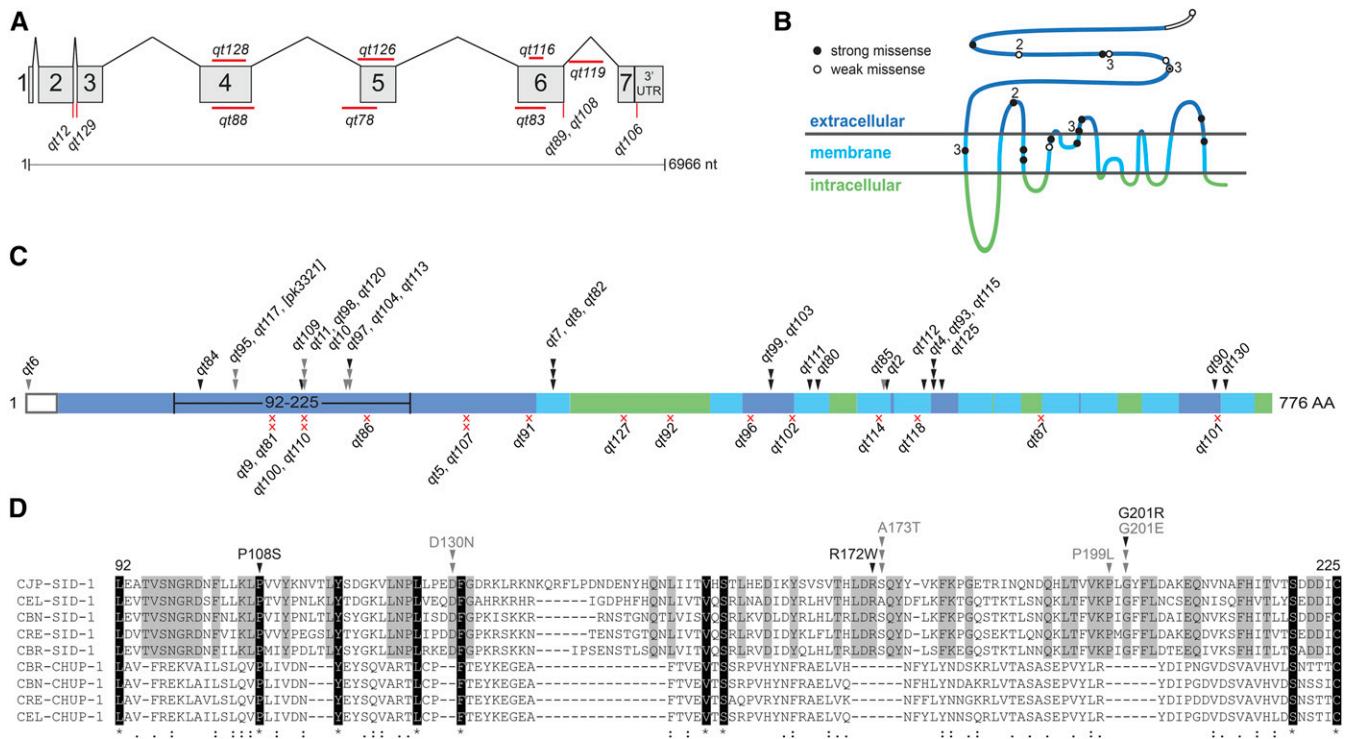 A
qt128
qt126
qt116
qt119
1 2 3 4 5 6 7 3' UTR
qt12
qt129
qt88
qt78
qt83
qt89, qt108
qt106
1 6966 nt
B
strong missense
weak missense
2
3
3
2
3
3
extracellular
membrane
intracellular
C
qt6
qt84
qt95, qt117, [pk3321]
qt109
qt11, qt98, qt120
qt10
qt97, qt104, qt113
qt7, qt8, qt82
qt99, qt103
qt111
qt80
qt85
qt2
qt112
qt4, qt93, qt115
qt125
qt90
qt130
1 92-225 776 AA
qt9, qt81
qt100, qt110
qt86
qt5, qt107
qt91
qt127
qt92
qt96
qt102
qt114
qt118
qt87
qt101
D
92 P108S D130N R172W A173T P199L G201R G201E 225
CJP-SID-1
CEL-SID-1
CBN-SID-1
CRE-SID-1
CBR-SID-1
CBR-CHUP-1
CBN-CHUP-1
CRE-CHUP-1
CEL-CHUP-1